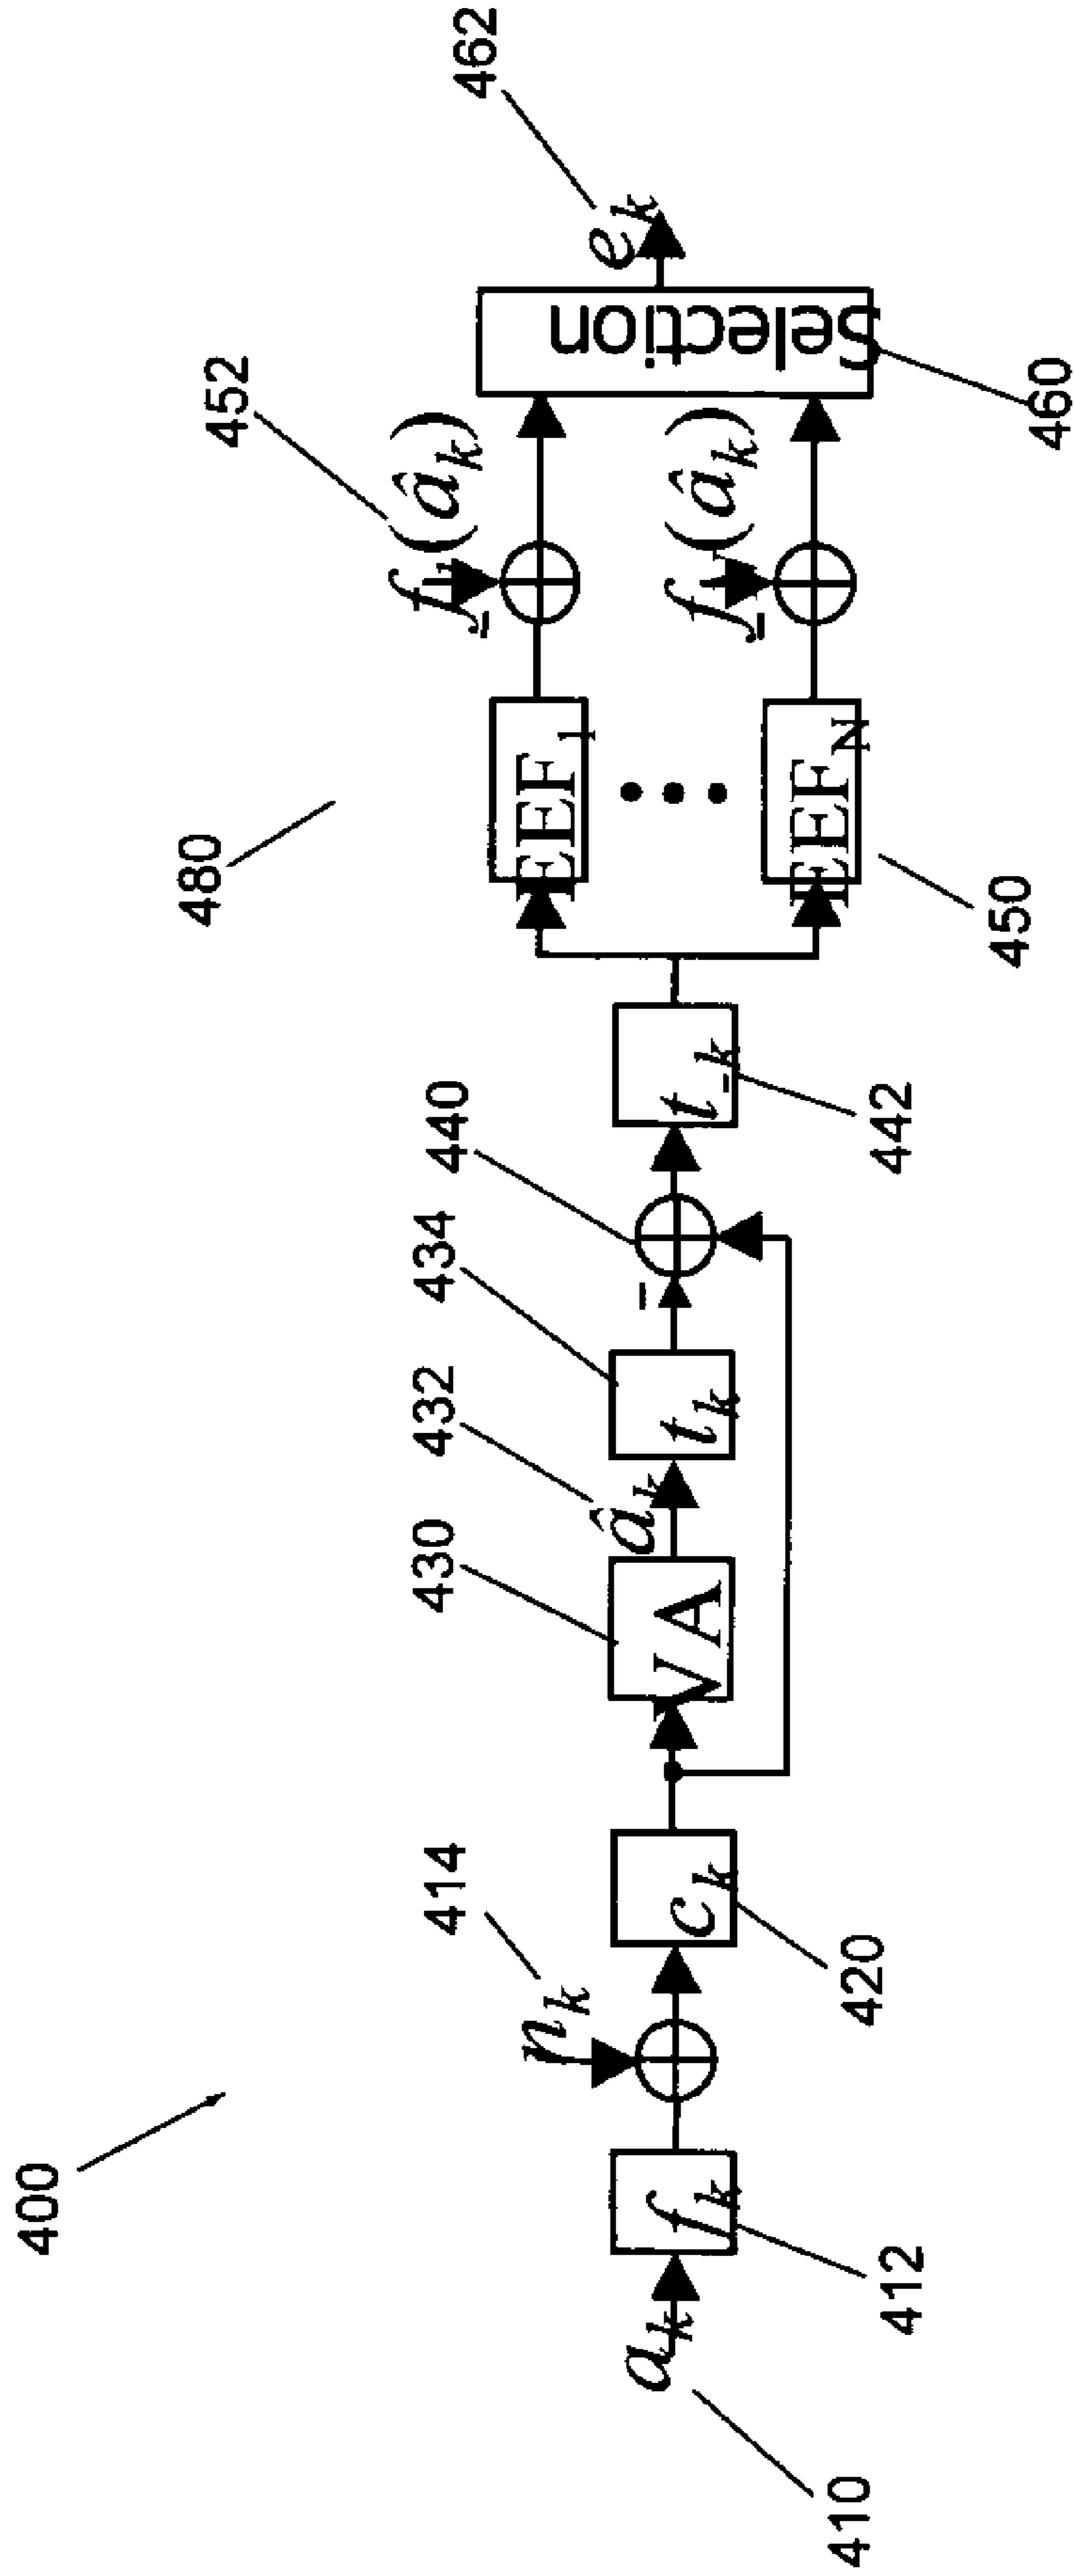 400
480
410
a_k
412
f_k
414
n_k
420
c_k
430
VA
432
â_k
434
t_k
440
-
442
t_-k
450
EEF_1
EEF_N
452
-f_1(â_k)
-f_1(â_k)
460
Selection
462
e_k